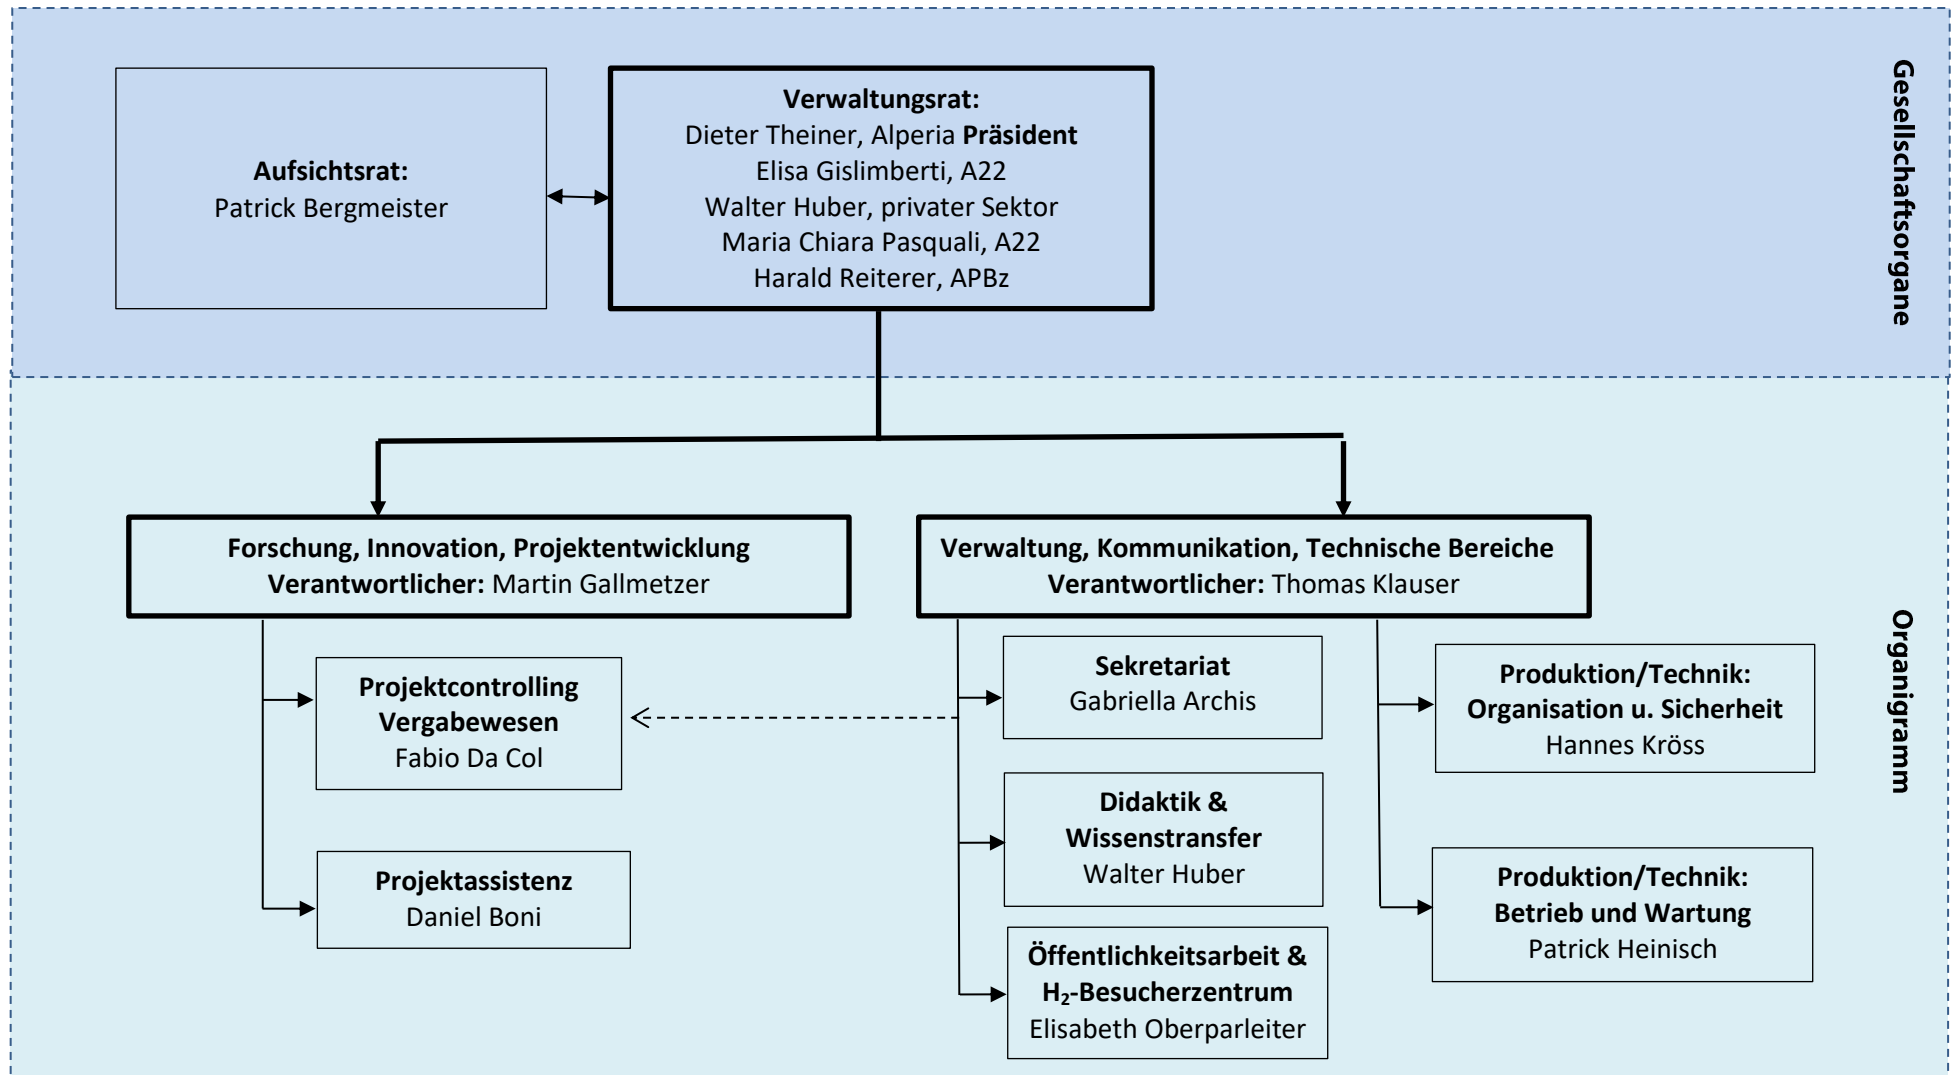 Gesellschaftsorgane
Aufsichtsrat:
Patrick Bergmeister
Verwaltungsrat:
Dieter Theiner, Alperia Präsident
Elisa Gislimberti, A22
Walter Huber, privater Sektor
Maria Chiara Pasquali, A22
Harald Reiterer, APBz
Organigramm
Forschung, Innovation, Projektentwicklung
Verantwortlicher: Martin Gallmetzer
Projektcontrolling
Vergabewesen
Fabio Da Col
Projektassistenz
Daniel Boni
Verwaltung, Kommunikation, Technische Bereiche
Verantwortlicher: Thomas Klauser
Sekretariat
Gabriella Archis
Didaktik &
Wissenstransfer
Walter Huber
Öffentlichkeitsarbeit &
H₂-Besucherzentrum
Elisabeth Oberparleiter
Produktion/Technik:
Organisation u. Sicherheit
Hannes Kröss
Produktion/Technik:
Betrieb und Wartung
Patrick Heinisch